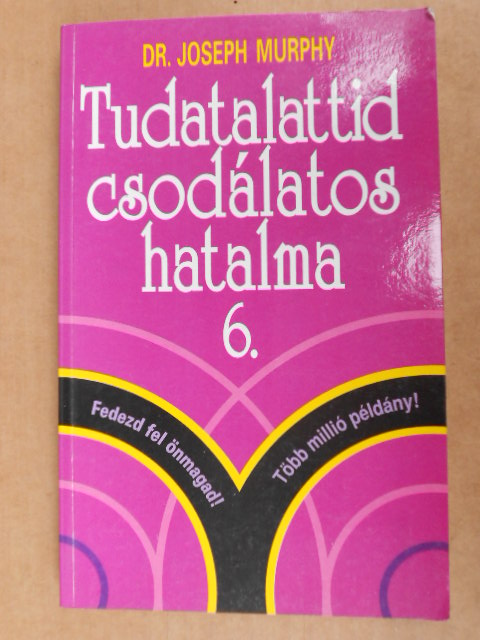 DR. JOSEPH MURPHY
Tudatalattid
csodálatos
hatalma
6.
Fedezd fel önmagad!
Több millió példány!